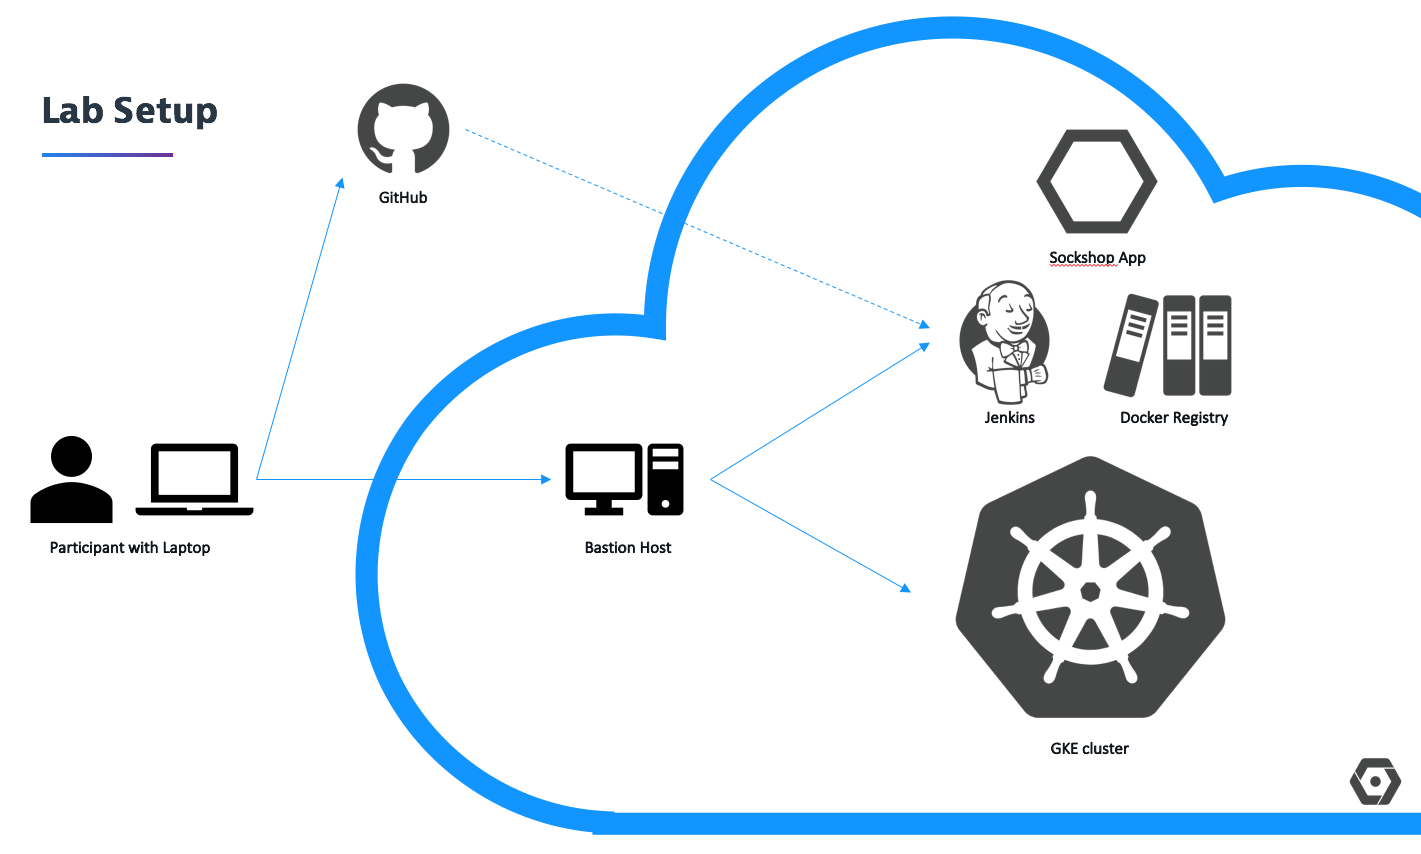 Lab Setup
GitHub
Sockshop App
Jenkins
Docker Registry
Participant with Laptop
Bastion Host
GKE cluster